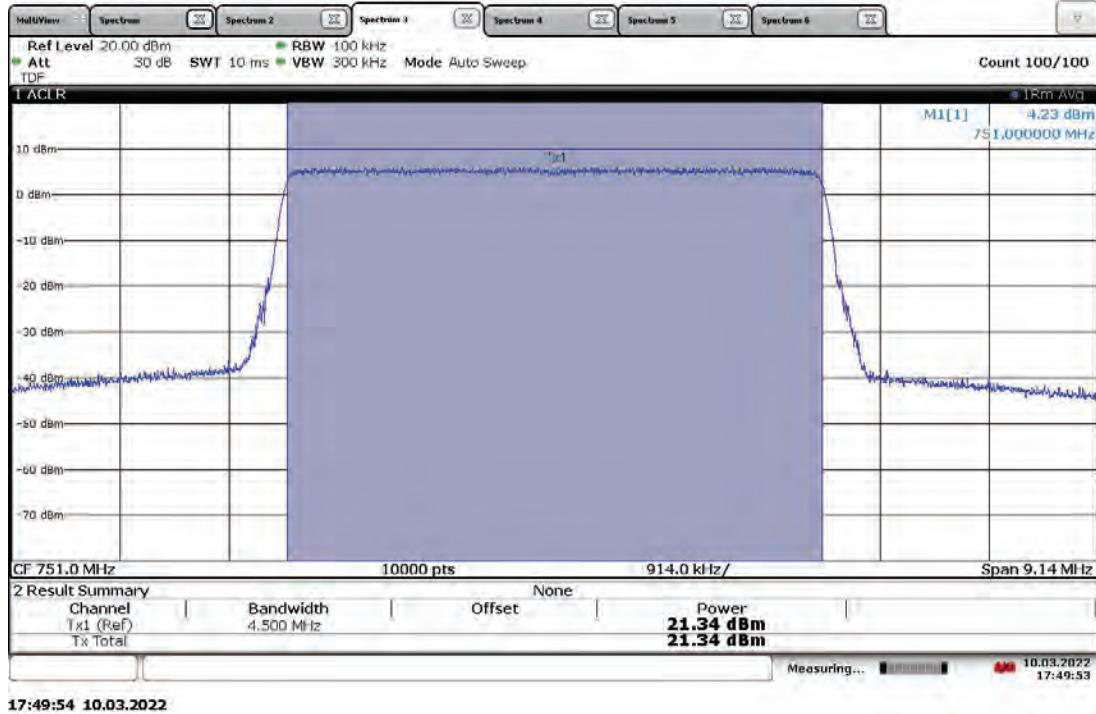 MultiView Spectrum Spectrum 2 Spectrum 3 Spectrum 4 Spectrum 5 Spectrum 6
Ref Level 20.00 dBm RBW 100 kHz
Att 30 dB SWT 10 ms VBW 300 kHz Mode Auto Sweep Count 100/100
TDF
1 ACLR 1Rm Avg
M1[1] 4.23 dBm
751.000000 MHz
10 dBm
Tx1
0 dBm
-10 dBm
-20 dBm
-30 dBm
-40 dBm
-50 dBm
-60 dBm
-70 dBm
CF 751.0 MHz 10000 pts 914.0 kHz/ Span 9.14 MHz
2 Result Summary None
Channel Bandwidth Offset Power
Tx1 (Ref) 4.500 MHz 21.34 dBm
Tx Total 21.34 dBm
Measuring... 10.03.2022
17:49:53
17:49:54 10.03.2022